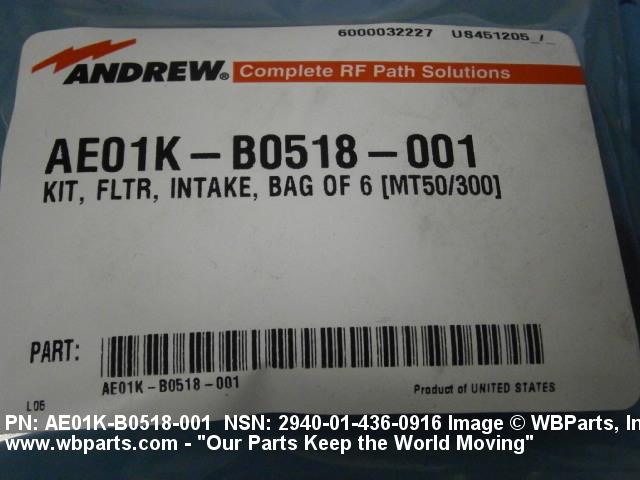 6000032227 US451205_/_
ANDREW® Complete RF Path Solutions
AE01K-B0518-001
KIT, FLTR, INTAKE, BAG OF 6 [MT50/300]
PART:
AE01K-B0518-001
Product of UNITED STATES
L05
PN: AE01K-B0518-001 NSN: 2940-01-436-0916 Image © WBParts, In
www.wbparts.com - "Our Parts Keep the World Moving"